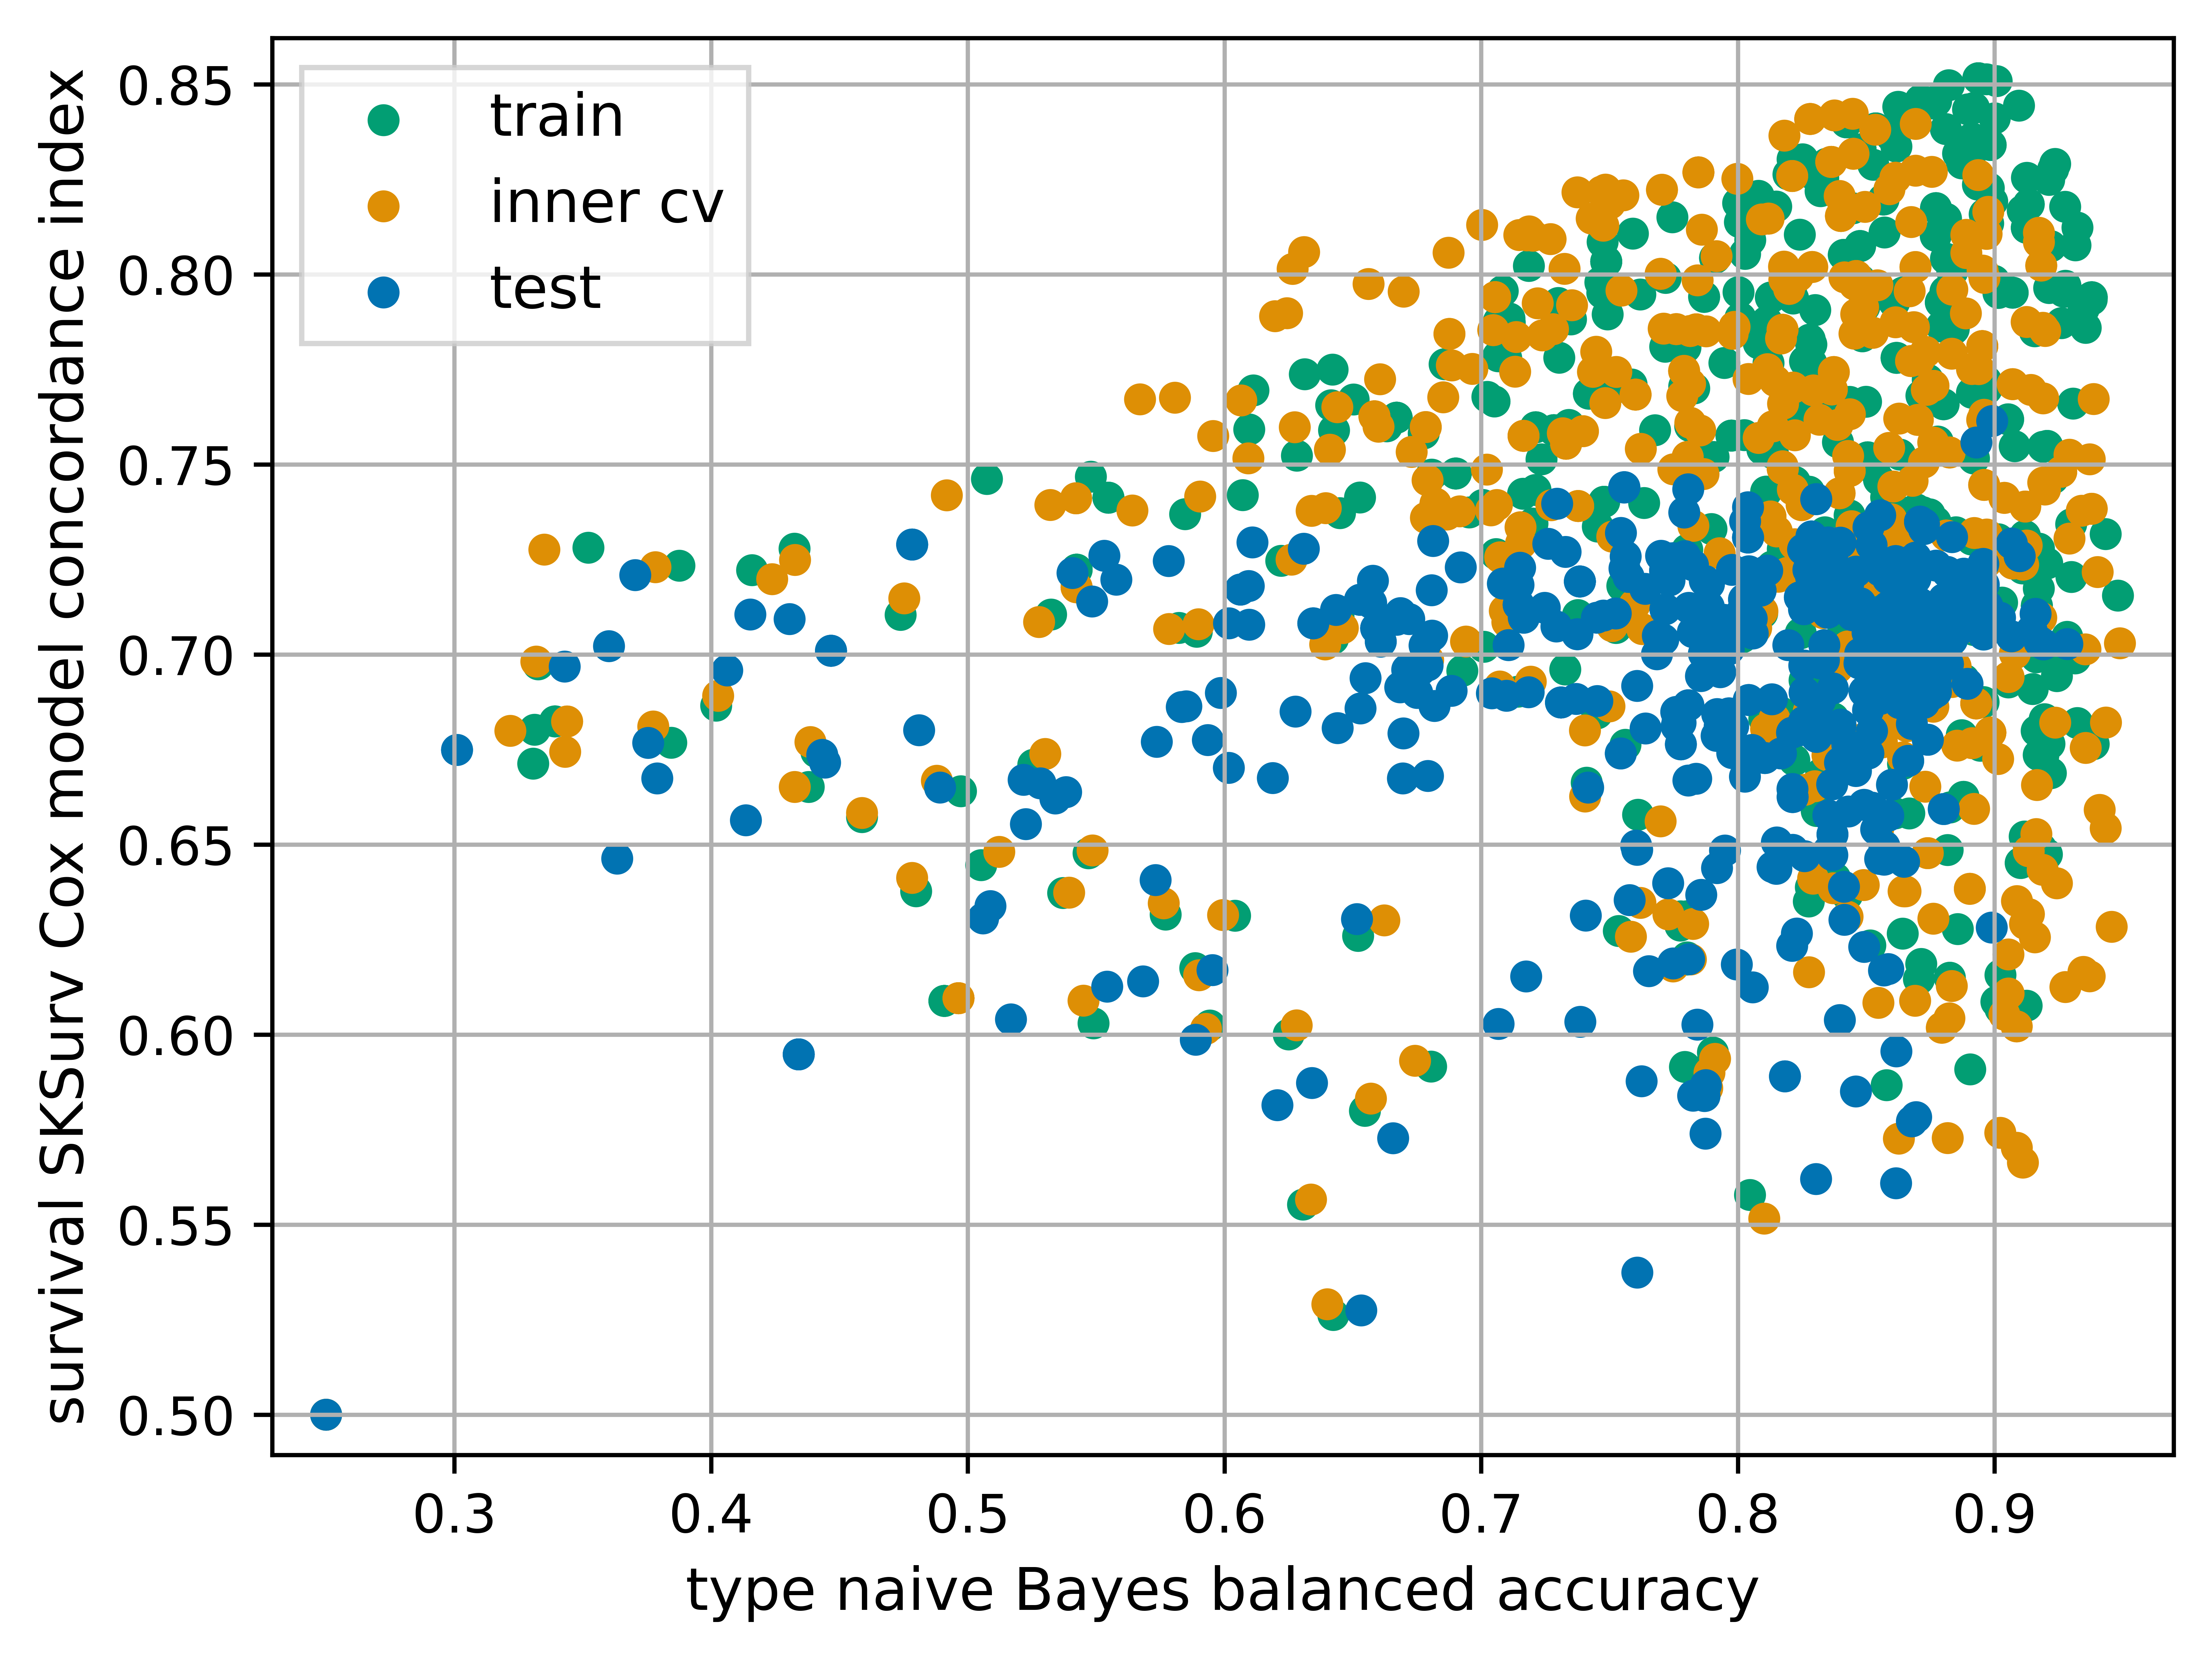 survival SKSurv Cox model concordance index
0.85
0.80
0.75
0.70
0.65
0.60
0.55
0.50
train
inner cv
test
0.3 0.4 0.5 0.6 0.7 0.8 0.9
type naive Bayes balanced accuracy